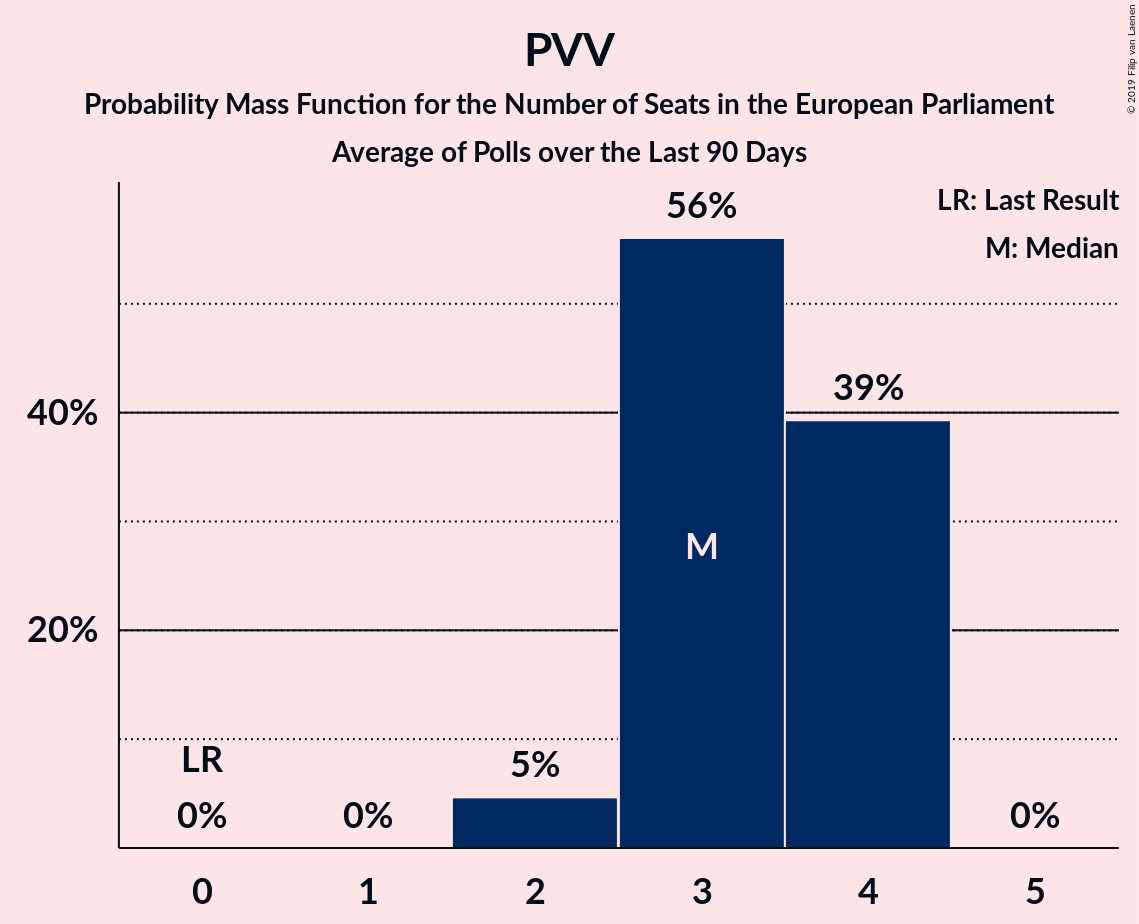 PVV
Probability Mass Function for the Number of Seats in the European Parliament
Average of Polls over the Last 90 Days
© 2019 Filip van Laenen
LR: Last Result
M: Median
56%
39%
40%
M
20%
LR
5%
0%
0%
0%
0 1 2 3 4 5